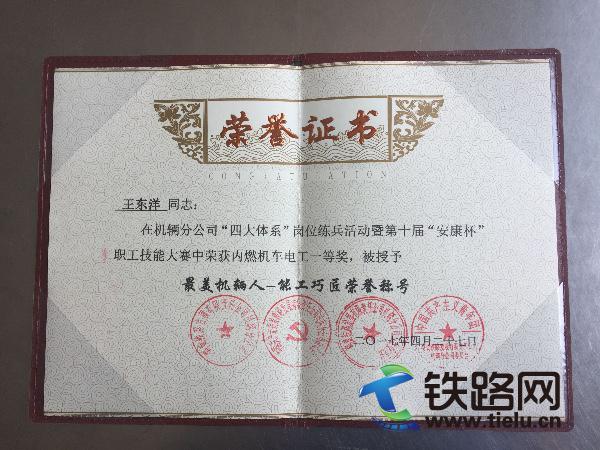 荣誉证书
CONGRATULATION
王东洋 同志：
在机辆分公司“四大体系”岗位练兵活动暨第十届“安康杯”
职工技能大赛中荣获内燃机车电工一等奖，被授予
最美机辆人—能工巧匠荣誉称号
二〇一七年四月二十七日
铁路网
www.tielu.cn